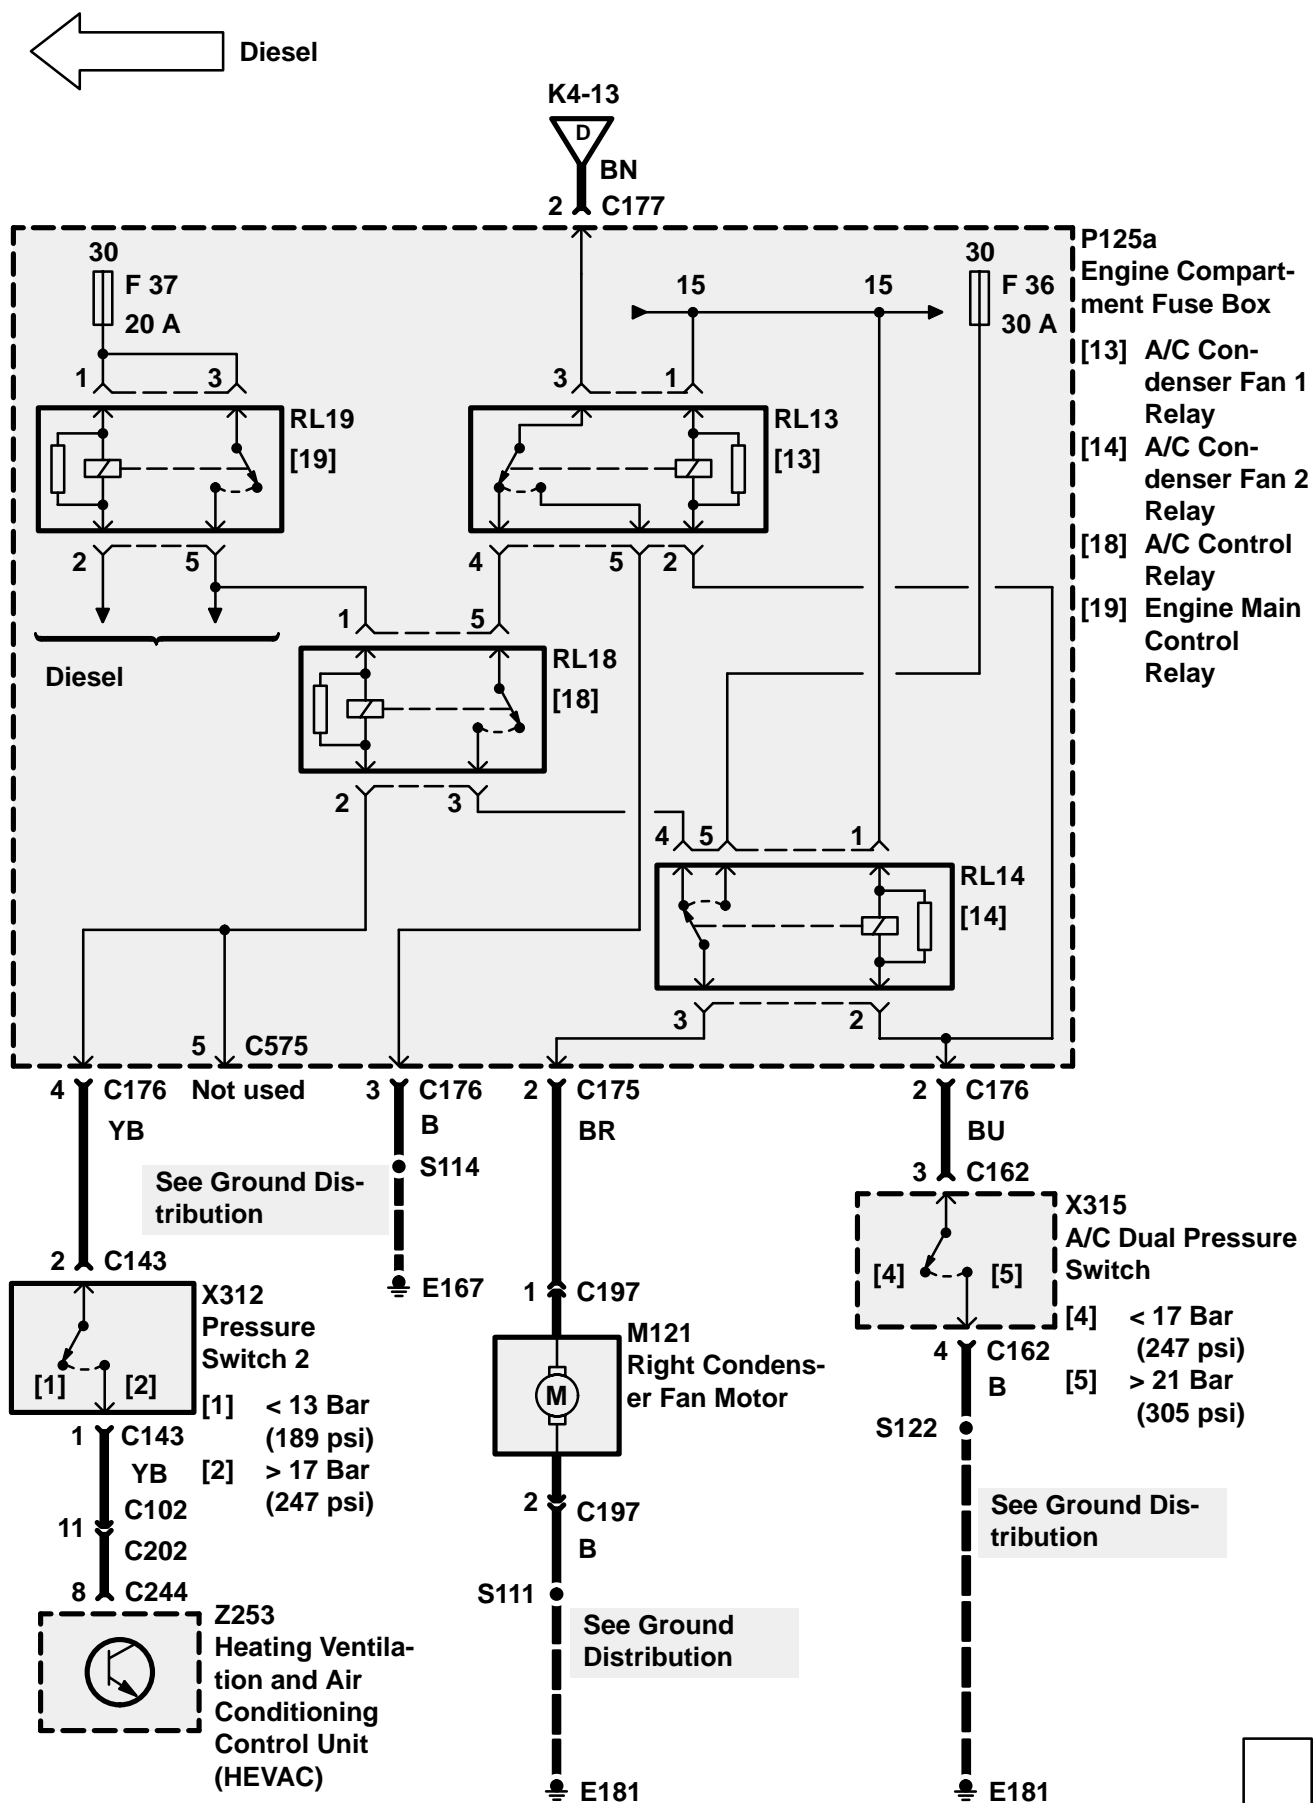 Diesel
K4-13
D
BN
2 C177
P125a
Engine Compart-
ment Fuse Box
[13] A/C Con-
denser Fan 1
Relay
[14] A/C Con-
denser Fan 2
Relay
[18] A/C Control
Relay
[19] Engine Main
Control
Relay
30
F 37
20 A
15 15
30
F 36
30 A
1 3
RL19
[19]
2 5
Diesel
3 1
RL13
[13]
4 5 2
1 5
RL18
[18]
2 3
4 5 1
RL14
[14]
3 2
5 C575
Not used
4 C176
YB
3 C176
B
S114
See Ground Dis-
tribution
E167
2 C175
BR
2 C176
BU
3 C162
X315
A/C Dual Pressure
Switch
[4] [5]
[4] < 17 Bar
(247 psi)
[5] > 21 Bar
(305 psi)
4 C162
B
S122
See Ground Dis-
tribution
E181
2 C143
X312
Pressure
Switch 2
[1] [2]
[1] < 13 Bar
(189 psi)
[2] > 17 Bar
(247 psi)
1 C143
YB
C102
11
C202
8 C244
Z253
Heating Ventila-
tion and Air
Conditioning
Control Unit
(HEVAC)
1 C197
M121
Right Condens-
er Fan Motor
M
2 C197
B
S111
See Ground
Distribution
E181